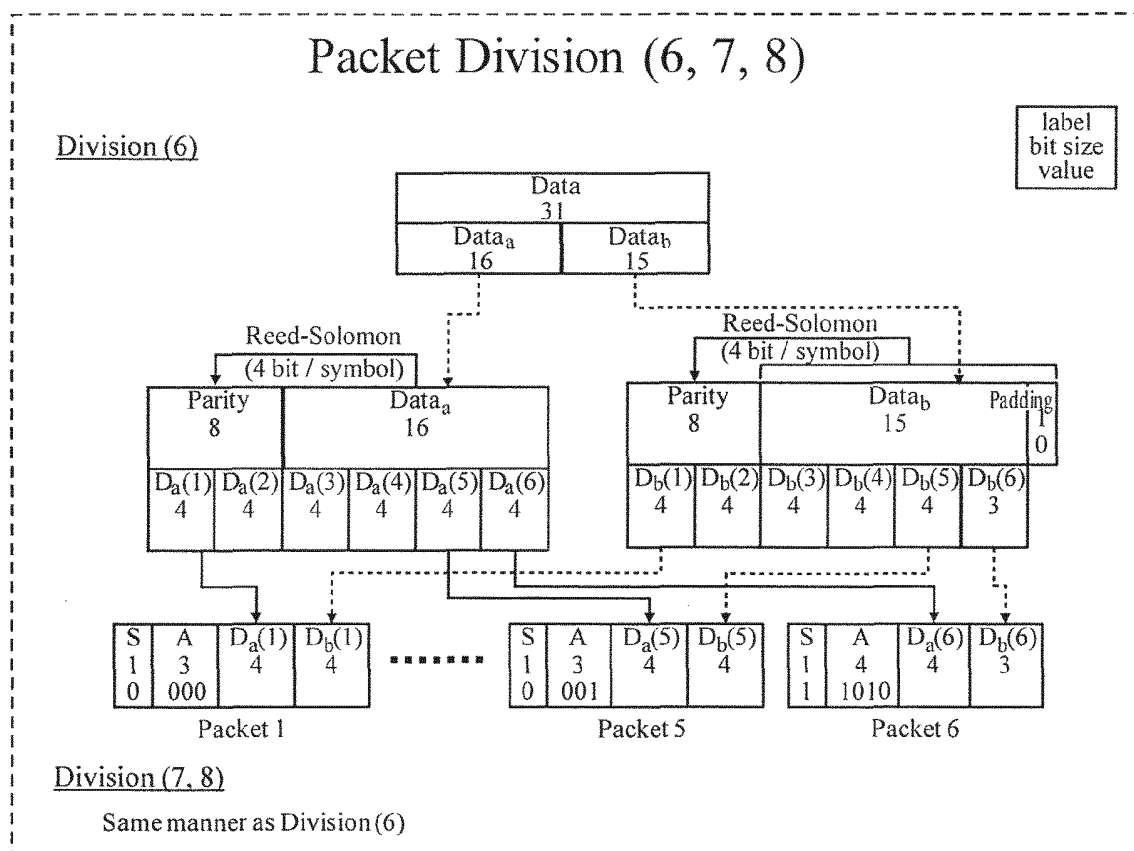 Packet Division (6, 7, 8)
label
bit size
value
Division (6)
Data
31
Dataa Datab
16 15
Reed-Solomon Reed-Solomon
(4 bit / symbol) (4 bit / symbol)
Parity Dataa Parity Datab Padding
8 16 8 15 1
0
Da(1) Da(2) Da(3) Da(4) Da(5) Da(6) Db(1) Db(2) Db(3) Db(4) Db(5) Db(6)
4 4 4 4 4 4 4 4 4 4 4 3
S A Da(1) Db(1) S A Da(5) Db(5) S A Da(6) Db(6)
1 3 4 4 1 3 4 4 1 4 4 3
0 000 0 001 1 1010
Packet 1 Packet 5 Packet 6
Division (7, 8)
Same manner as Division (6)